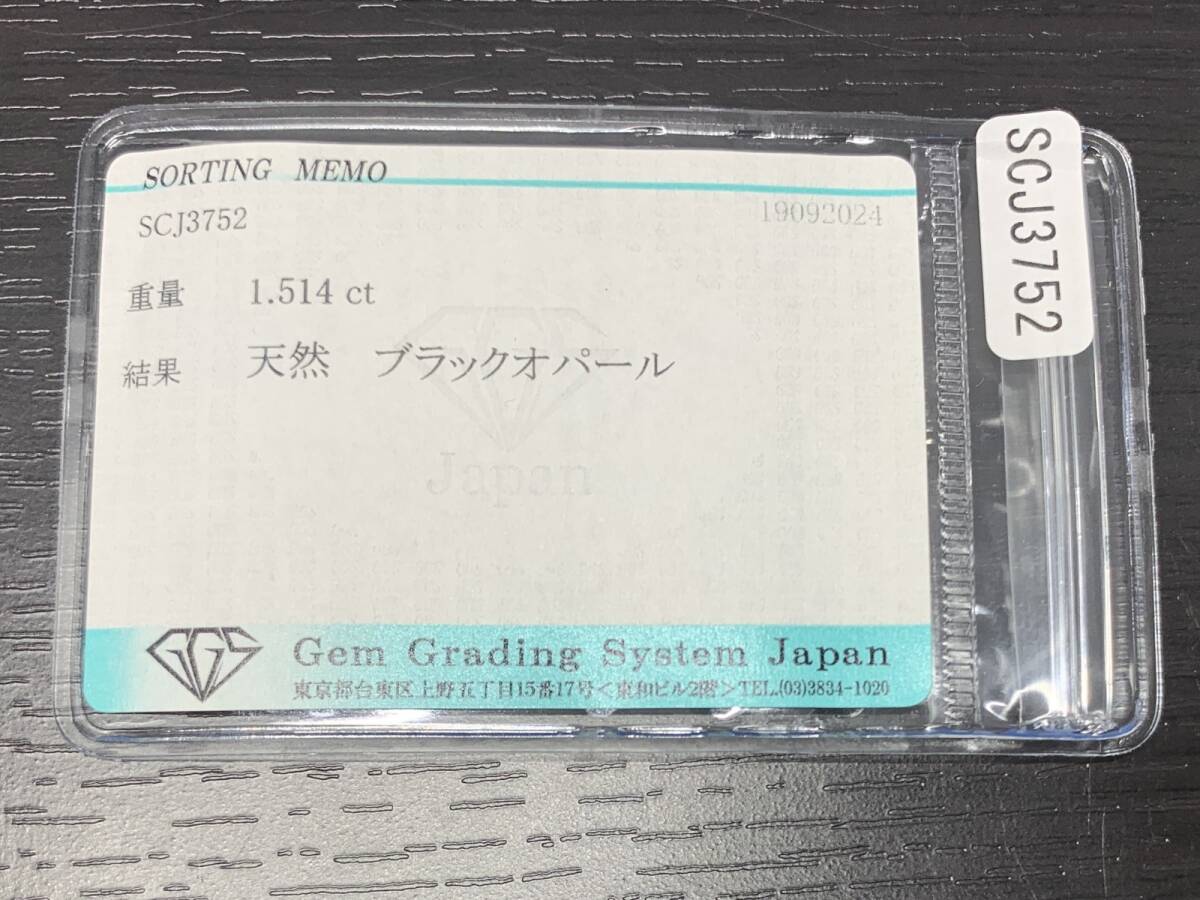 SORTING MEMO
SCJ3752 19092024
重量 1.514 ct
結果 天然 ブラックオパール
Japan
GGS Gem Grading System Japan
東京都台東区上野五丁目15番17号<東和ビル2階>TEL.(03)3834-1020
SCJ3752